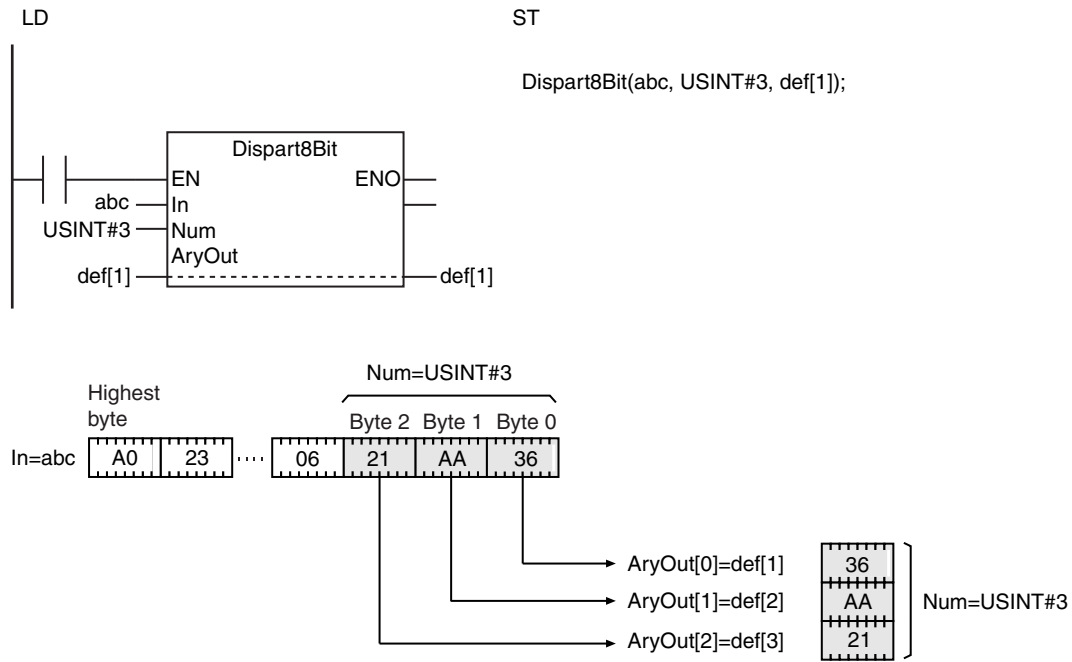 LD
ST
Dispart8Bit(abc, USINT#3, def[1]);
Dispart8Bit
EN
ENO
abc
In
USINT#3
Num
AryOut
def[1]
def[1]
Num=USINT#3
Highest
byte
Byte 2 Byte 1 Byte 0
In=abc A0 23 ···· 06 21 AA 36
AryOut[0]=def[1] 36
AryOut[1]=def[2] AA Num=USINT#3
AryOut[2]=def[3] 21